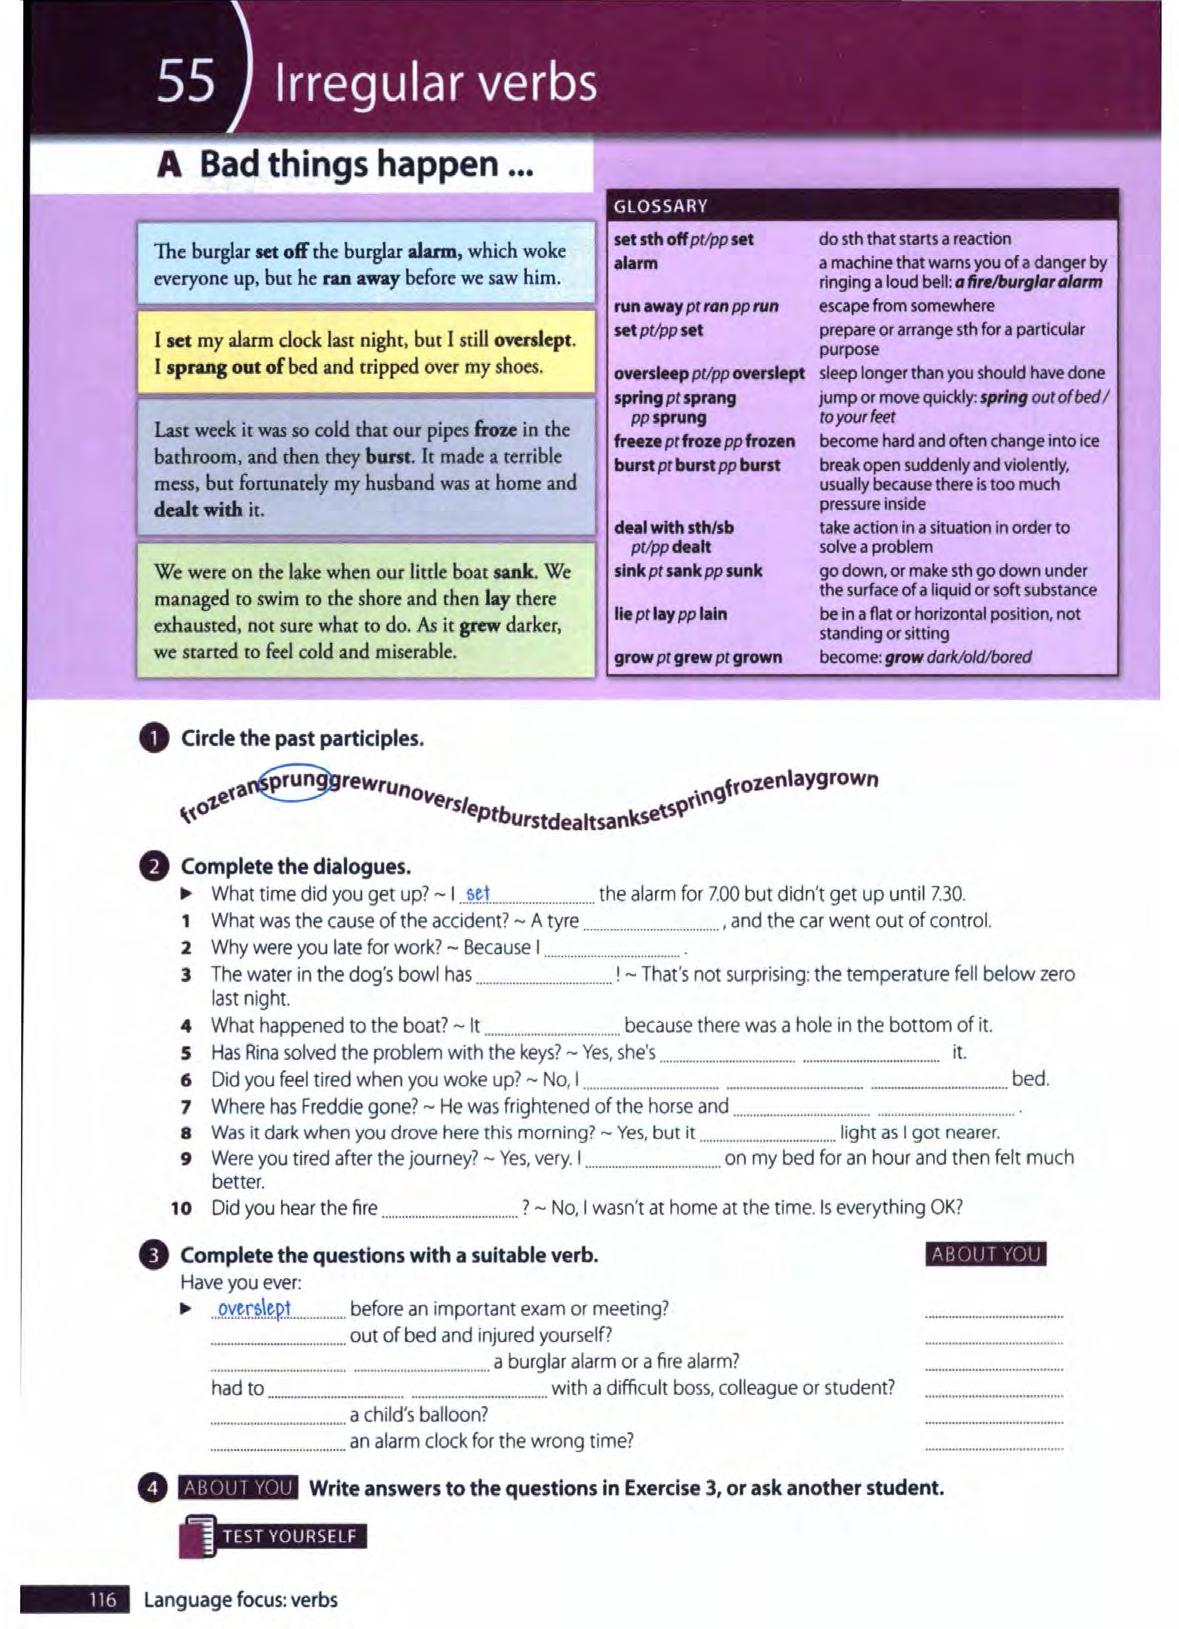 55 Irregular verbs
A Bad things happen ...
The burglar set off the burglar alarm, which woke
everyone up, but he ran away before we saw him.
I set my alarm clock last night, but I still overslept.
I sprang out of bed and tripped over my shoes.
Last week it was so cold that our pipes froze in the
bathroom, and then they burst. It made a terrible
mess, but fortunately my husband was at home and
dealt with it.
We were on the lake when our little boat sank. We
managed to swim to the shore and then lay there
exhausted, not sure what to do. As it grew darker,
we started to feel cold and miserable.
GLOSSARY
set sth off pt/pp set do sth that starts a reaction
alarm a machine that warns you of a danger by
ringing a loud bell: a fire/burglar alarm
run away pt ran pp run escape from somewhere
set pt/pp set prepare or arrange sth for a particular
purpose
oversleep pt/pp overslept sleep longer than you should have done
spring pt sprang jump or move quickly: spring out of bed /
pp sprung to your feet
freeze pt froze pp frozen become hard and often change into ice
burst pt burst pp burst break open suddenly and violently,
usually because there is too much
pressure inside
deal with sth/sb take action in a situation in order to
pt/pp dealt solve a problem
sink pt sank pp sunk go down, or make sth go down under
the surface of a liquid or soft substance
lie pt lay pp lain be in a flat or horizontal position, not
standing or sitting
grow pt grew pt grown become: grow dark/old/bored
1 Circle the past participles.
frozeransprunggrewrunoversleptburstdealtsanksetspringfrozenlaygrown
2 Complete the dialogues.
▶ What time did you get up? ~ I set the alarm for 7.00 but didn't get up until 7.30.
1 What was the cause of the accident? ~ A tyre ............ , and the car went out of control.
2 Why were you late for work? ~ Because I ............ .
3 The water in the dog's bowl has ............ ! ~ That's not surprising: the temperature fell below zero
last night.
4 What happened to the boat? ~ It ............ because there was a hole in the bottom of it.
5 Has Rina solved the problem with the keys? ~ Yes, she's ............ ............ it.
6 Did you feel tired when you woke up? ~ No, I ............ ............ ............ bed.
7 Where has Freddie gone? ~ He was frightened of the horse and ............ ............ .
8 Was it dark when you drove here this morning? ~ Yes, but it ............ light as I got nearer.
9 Were you tired after the journey? ~ Yes, very. I ............ on my bed for an hour and then felt much
better.
10 Did you hear the fire ............ ? ~ No, I wasn't at home at the time. Is everything OK?
3 Complete the questions with a suitable verb. ABOUT YOU
Have you ever:
▶ overslept before an important exam or meeting? ............
............ out of bed and injured yourself? ............
............ ............ a burglar alarm or a fire alarm? ............
had to ............ ............ with a difficult boss, colleague or student? ............
............ a child's balloon? ............
............ an alarm clock for the wrong time? ............
4 ABOUT YOU Write answers to the questions in Exercise 3, or ask another student.
TEST YOURSELF
116 Language focus: verbs